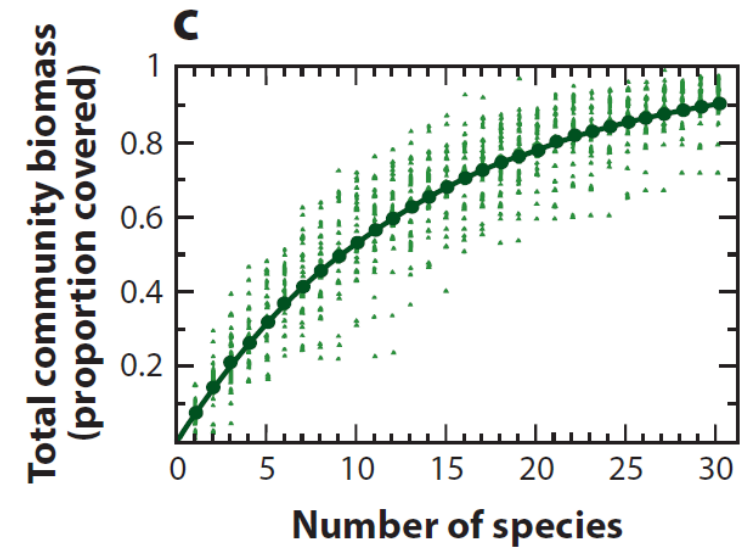 C
Total community biomass
(proportion covered)
1
0.8
0.6
0.4
0.2
0 5 10 15 20 25 30
Number of species